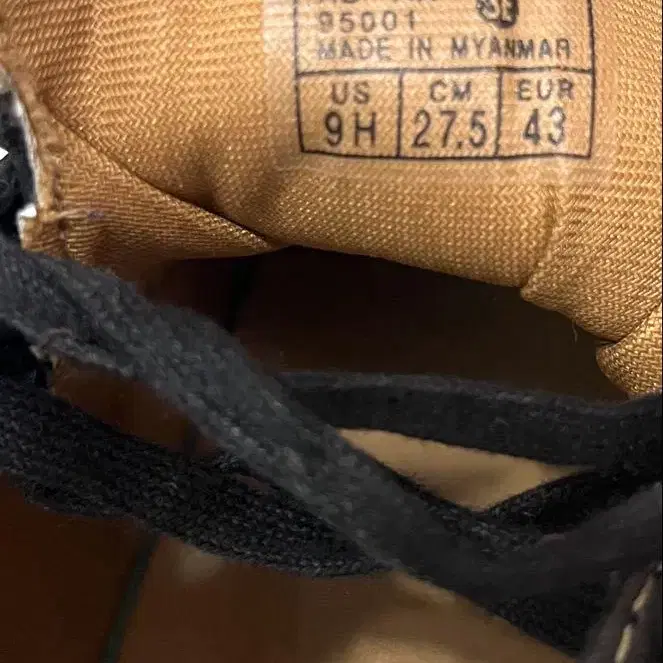 95001
MADE IN MYANMAR
US CM EUR
9H 27.5 43